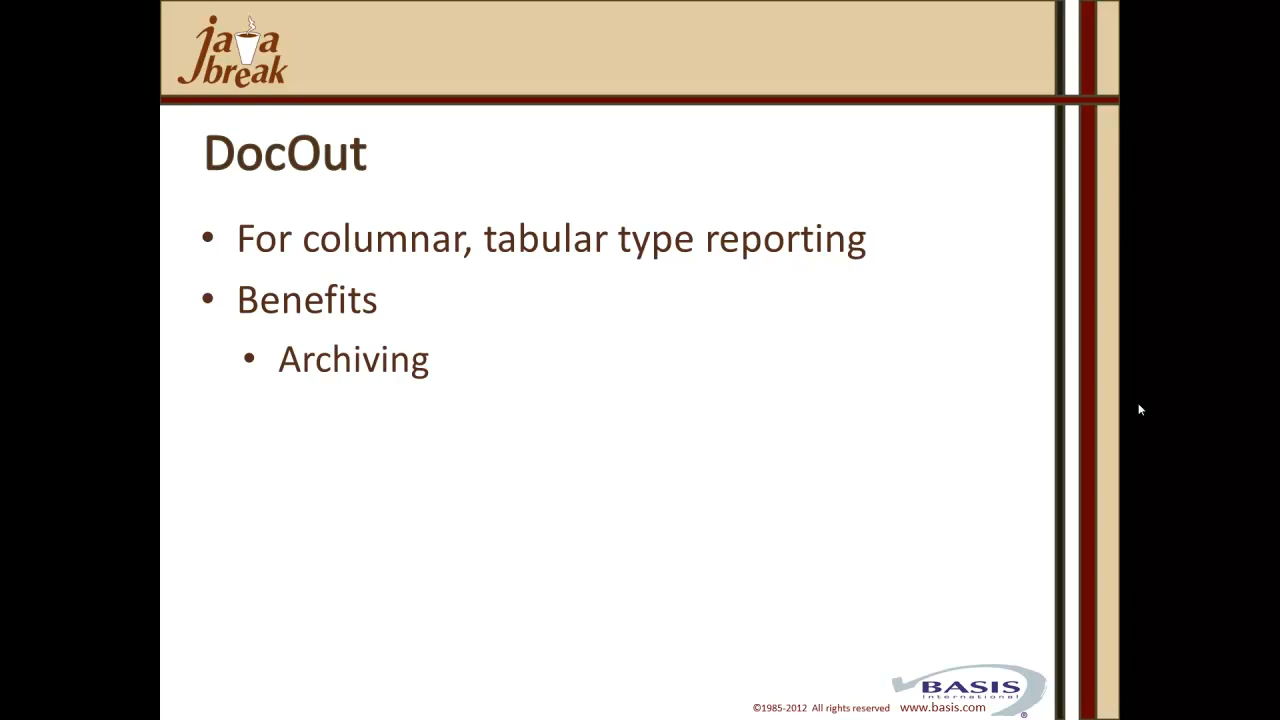 java
break
DocOut
• For columnar, tabular type reporting
• Benefits
• Archiving
BASIS
International
®
©1985-2012 All rights reserved www.basis.com